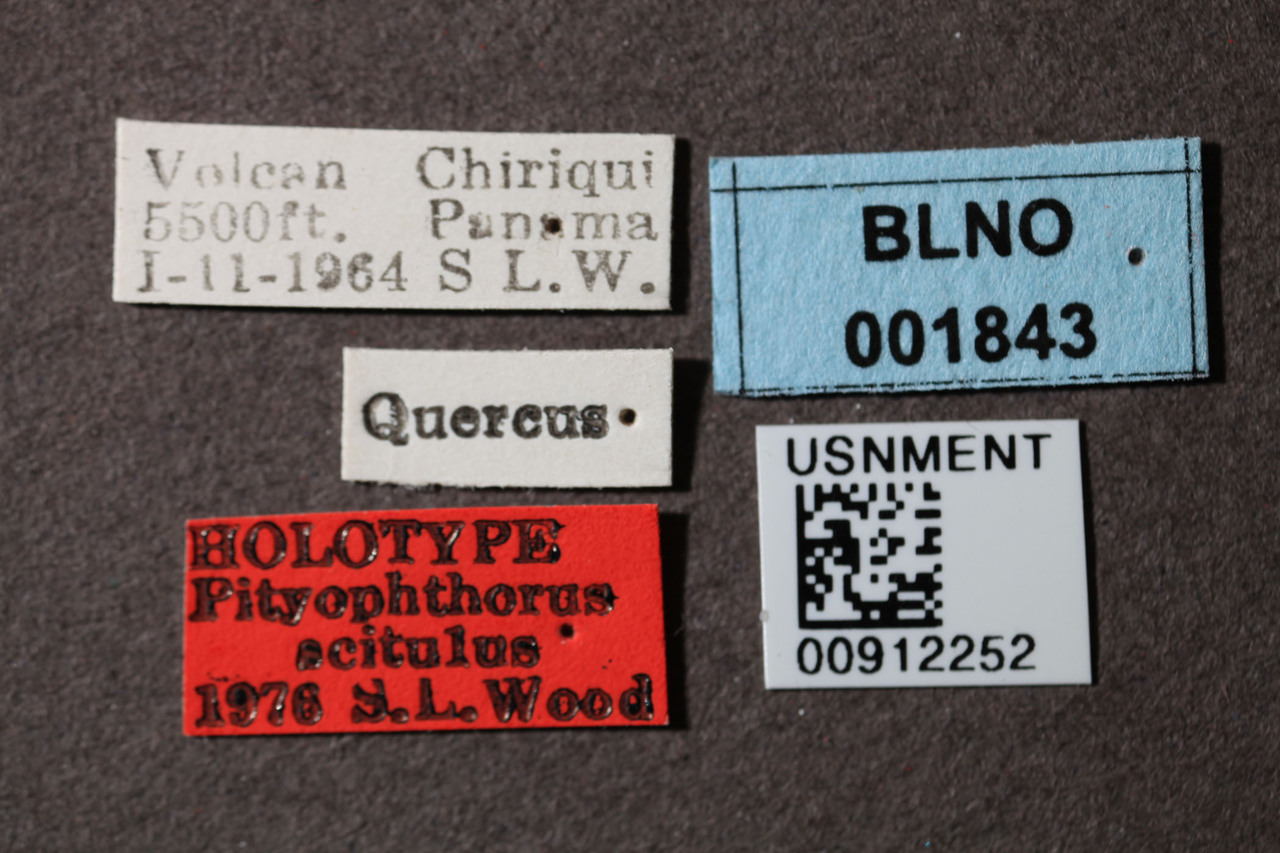 Volcan Chiriqui
5500ft. Panama
I-11-1964 S L.W.
Quercus
HOLOTYPE
Pityophthorus
scitulus
1976 S.L.Wood
BLNO
001843
USNMENT
00912252